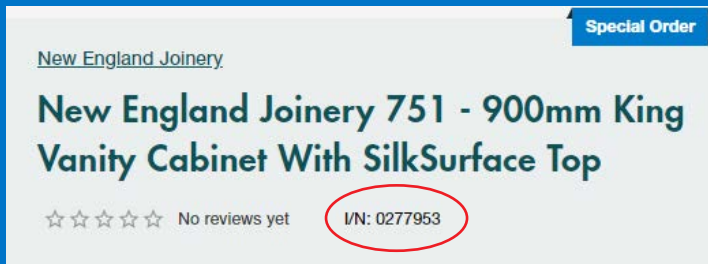 Special Order
New England Joinery
New England Joinery 751 - 900mm King
Vanity Cabinet With SilkSurface Top
No reviews yet I/N: 0277953